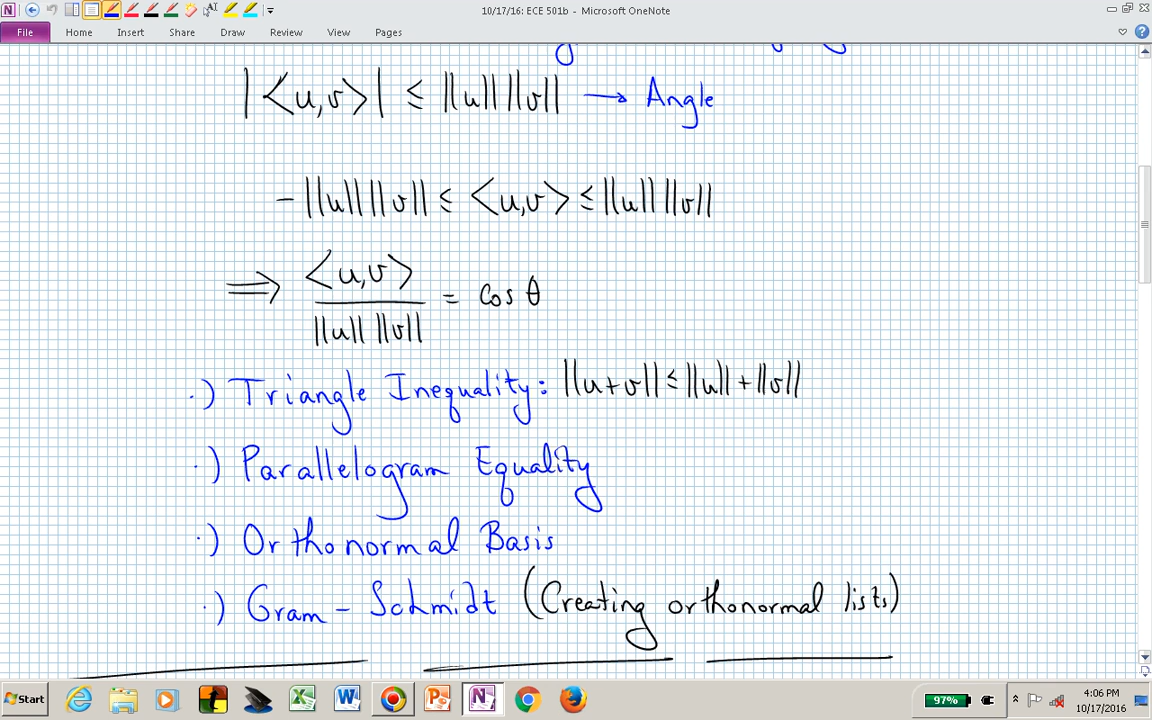 10/17/16: ECE 501b - Microsoft OneNote
File Home Insert Share Draw Review View Pages
|<u,v>| ≤ ||u|| ||v|| → Angle
-||u|| ||v|| ≤ <u,v> ≤ ||u|| ||v||
⟹ <u,v> / ||u|| ||v|| = cos θ
·) Triangle Inequality: ||u+v|| ≤ ||u|| + ||v||
·) Parallelogram Equality
·) Orthonormal Basis
·) Gram - Schmidt (Creating orthonormal lists)
Start
97%
4:06 PM
10/17/2016